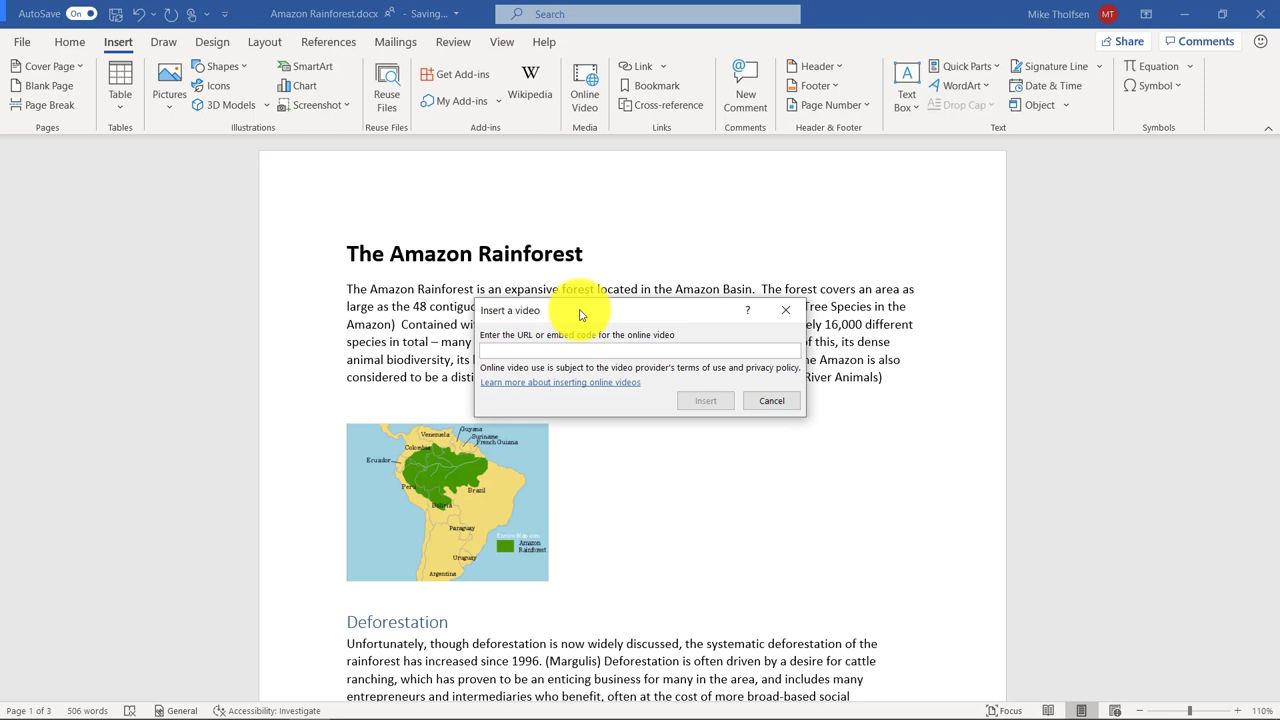 AutoSave On Amazon Rainforest.docx - Saving... Search Mike Tholfsen MT
File Home Insert Draw Design Layout References Mailings Review View Help Share Comments
Cover Page
Blank Page
Page Break
Pages
Table
Tables
Pictures
Shapes
Icons
3D Models
SmartArt
Chart
Screenshot
Illustrations
Reuse
Files
Reuse Files
Get Add-ins
My Add-ins
Wikipedia
Add-ins
Online
Video
Media
Link
Bookmark
Cross-reference
Links
New
Comment
Comments
Header
Footer
Page Number
Header & Footer
Text
Box
Quick Parts
WordArt
Drop Cap
Signature Line
Date & Time
Object
Text
Equation
Symbol
Symbols
The Amazon Rainforest
The Amazon Rainforest is an expansive forest located in the Amazon Basin. The forest covers an area as
large as the 48 contigu Tree Species in the
Amazon) Contained wi ely 16,000 different
species in total – many of this, its dense
animal biodiversity, its he Amazon is also
considered to be a disti River Animals)
Insert a video ?
Enter the URL or embed code for the online video
Online video use is subject to the video provider's terms of use and privacy policy.
Learn more about inserting online videos
Insert Cancel
Venezuela
Guyana
Suriname
French Guiana
Colombia
Ecuador
Peru
Brazil
Bolivia
Paraguay
Uruguay
Argentina
Amazon
Rainforest
Deforestation
Unfortunately, though deforestation is now widely discussed, the systematic deforestation of the
rainforest has increased since 1996. (Margulis) Deforestation is often driven by a desire for cattle
ranching, which has proven to be an enticing business for many in the area, and includes many
entrepreneurs and intermediaries who benefit, often at the cost of more broad-based social
Page 1 of 3 506 words General Accessibility: Investigate Focus 110%